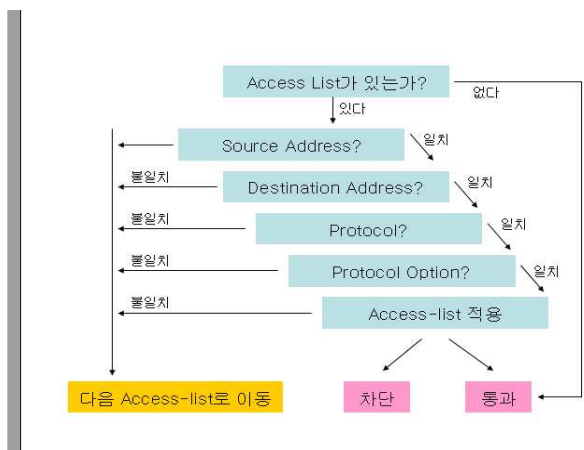 Access List가 있는가?
없다
있다
Source Address?
일치
불일치
Destination Address?
일치
불일치
Protocol?
일치
불일치
Protocol Option?
일치
불일치
Access-list 적용
다음 Access-list로 이동
차단
통과